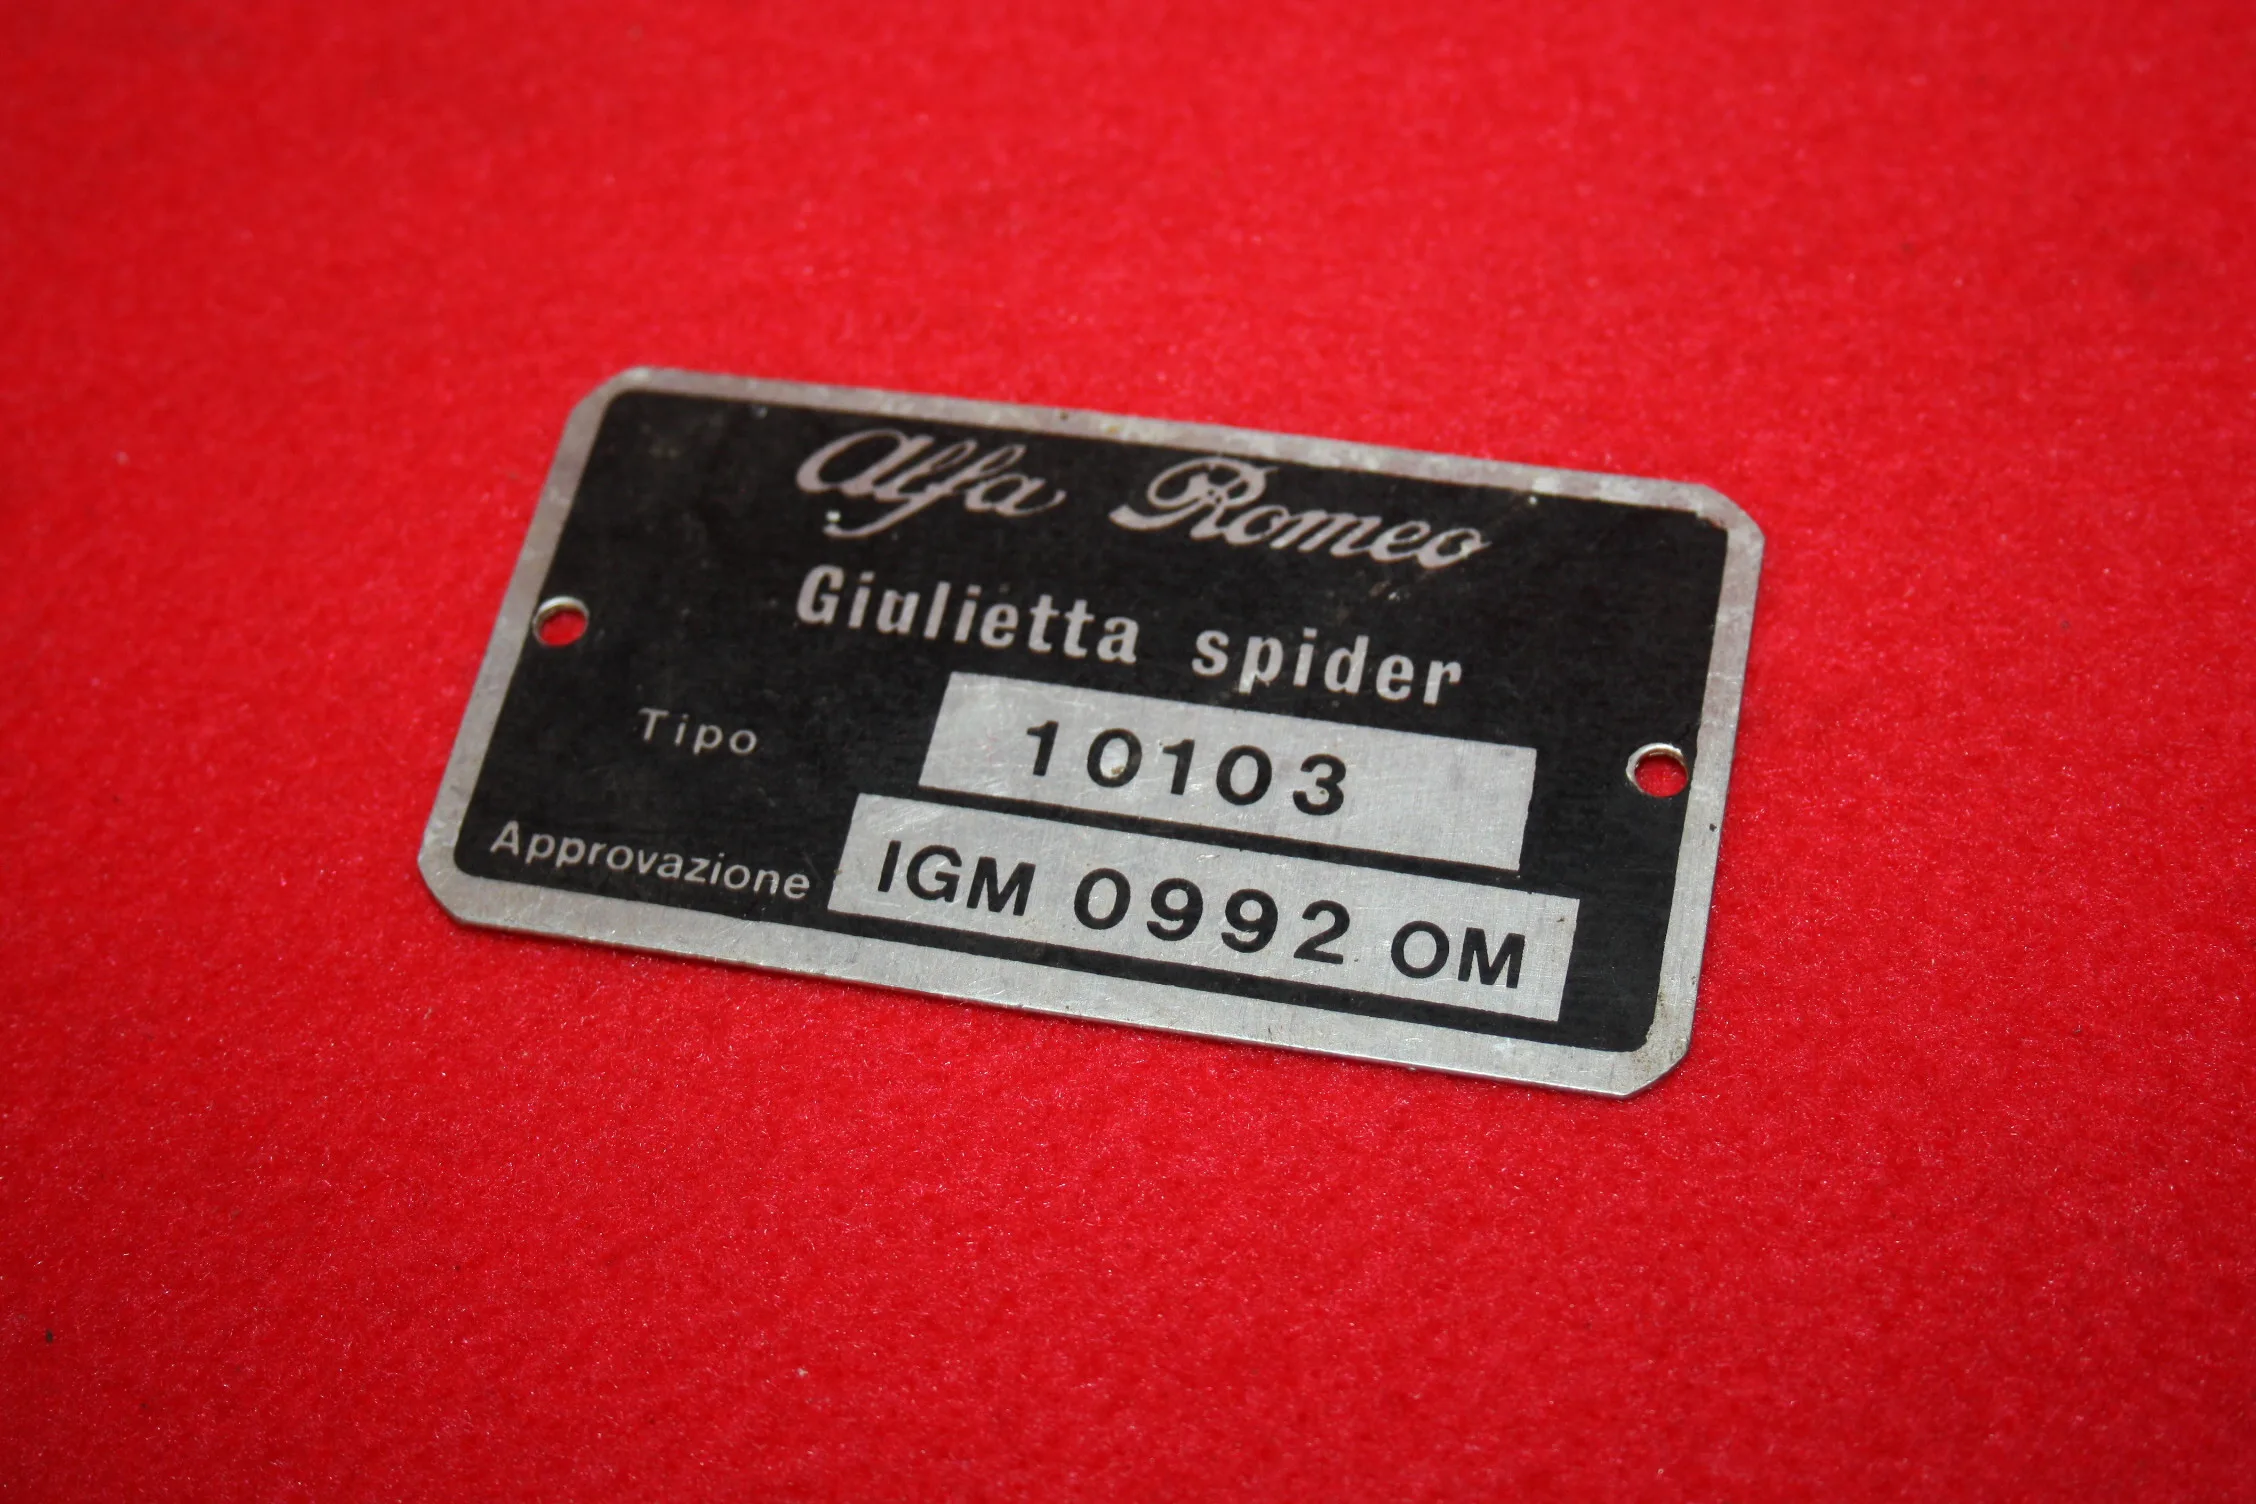 Alfa Romeo
Giulietta spider
Tipo 10103
Approvazione IGM 0992 OM